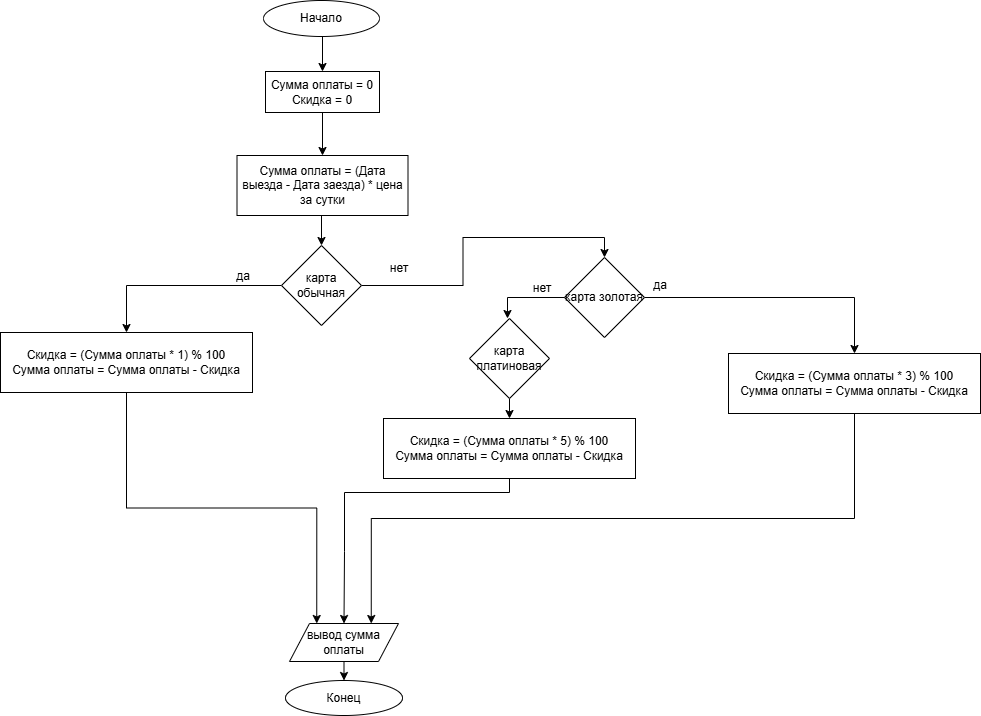 Начало
Сумма оплаты = 0
Скидка = 0
Сумма оплаты = (Дата
выезда - Дата заезда) * цена
за сутки
да
карта
обычная
нет
нет
карта золотая
да
Скидка = (Сумма оплаты * 1) % 100
Сумма оплаты = Сумма оплаты - Скидка
карта
платиновая
Скидка = (Сумма оплаты * 3) % 100
Сумма оплаты = Сумма оплаты - Скидка
Скидка = (Сумма оплаты * 5) % 100
Сумма оплаты = Сумма оплаты - Скидка
вывод сумма
оплаты
Конец